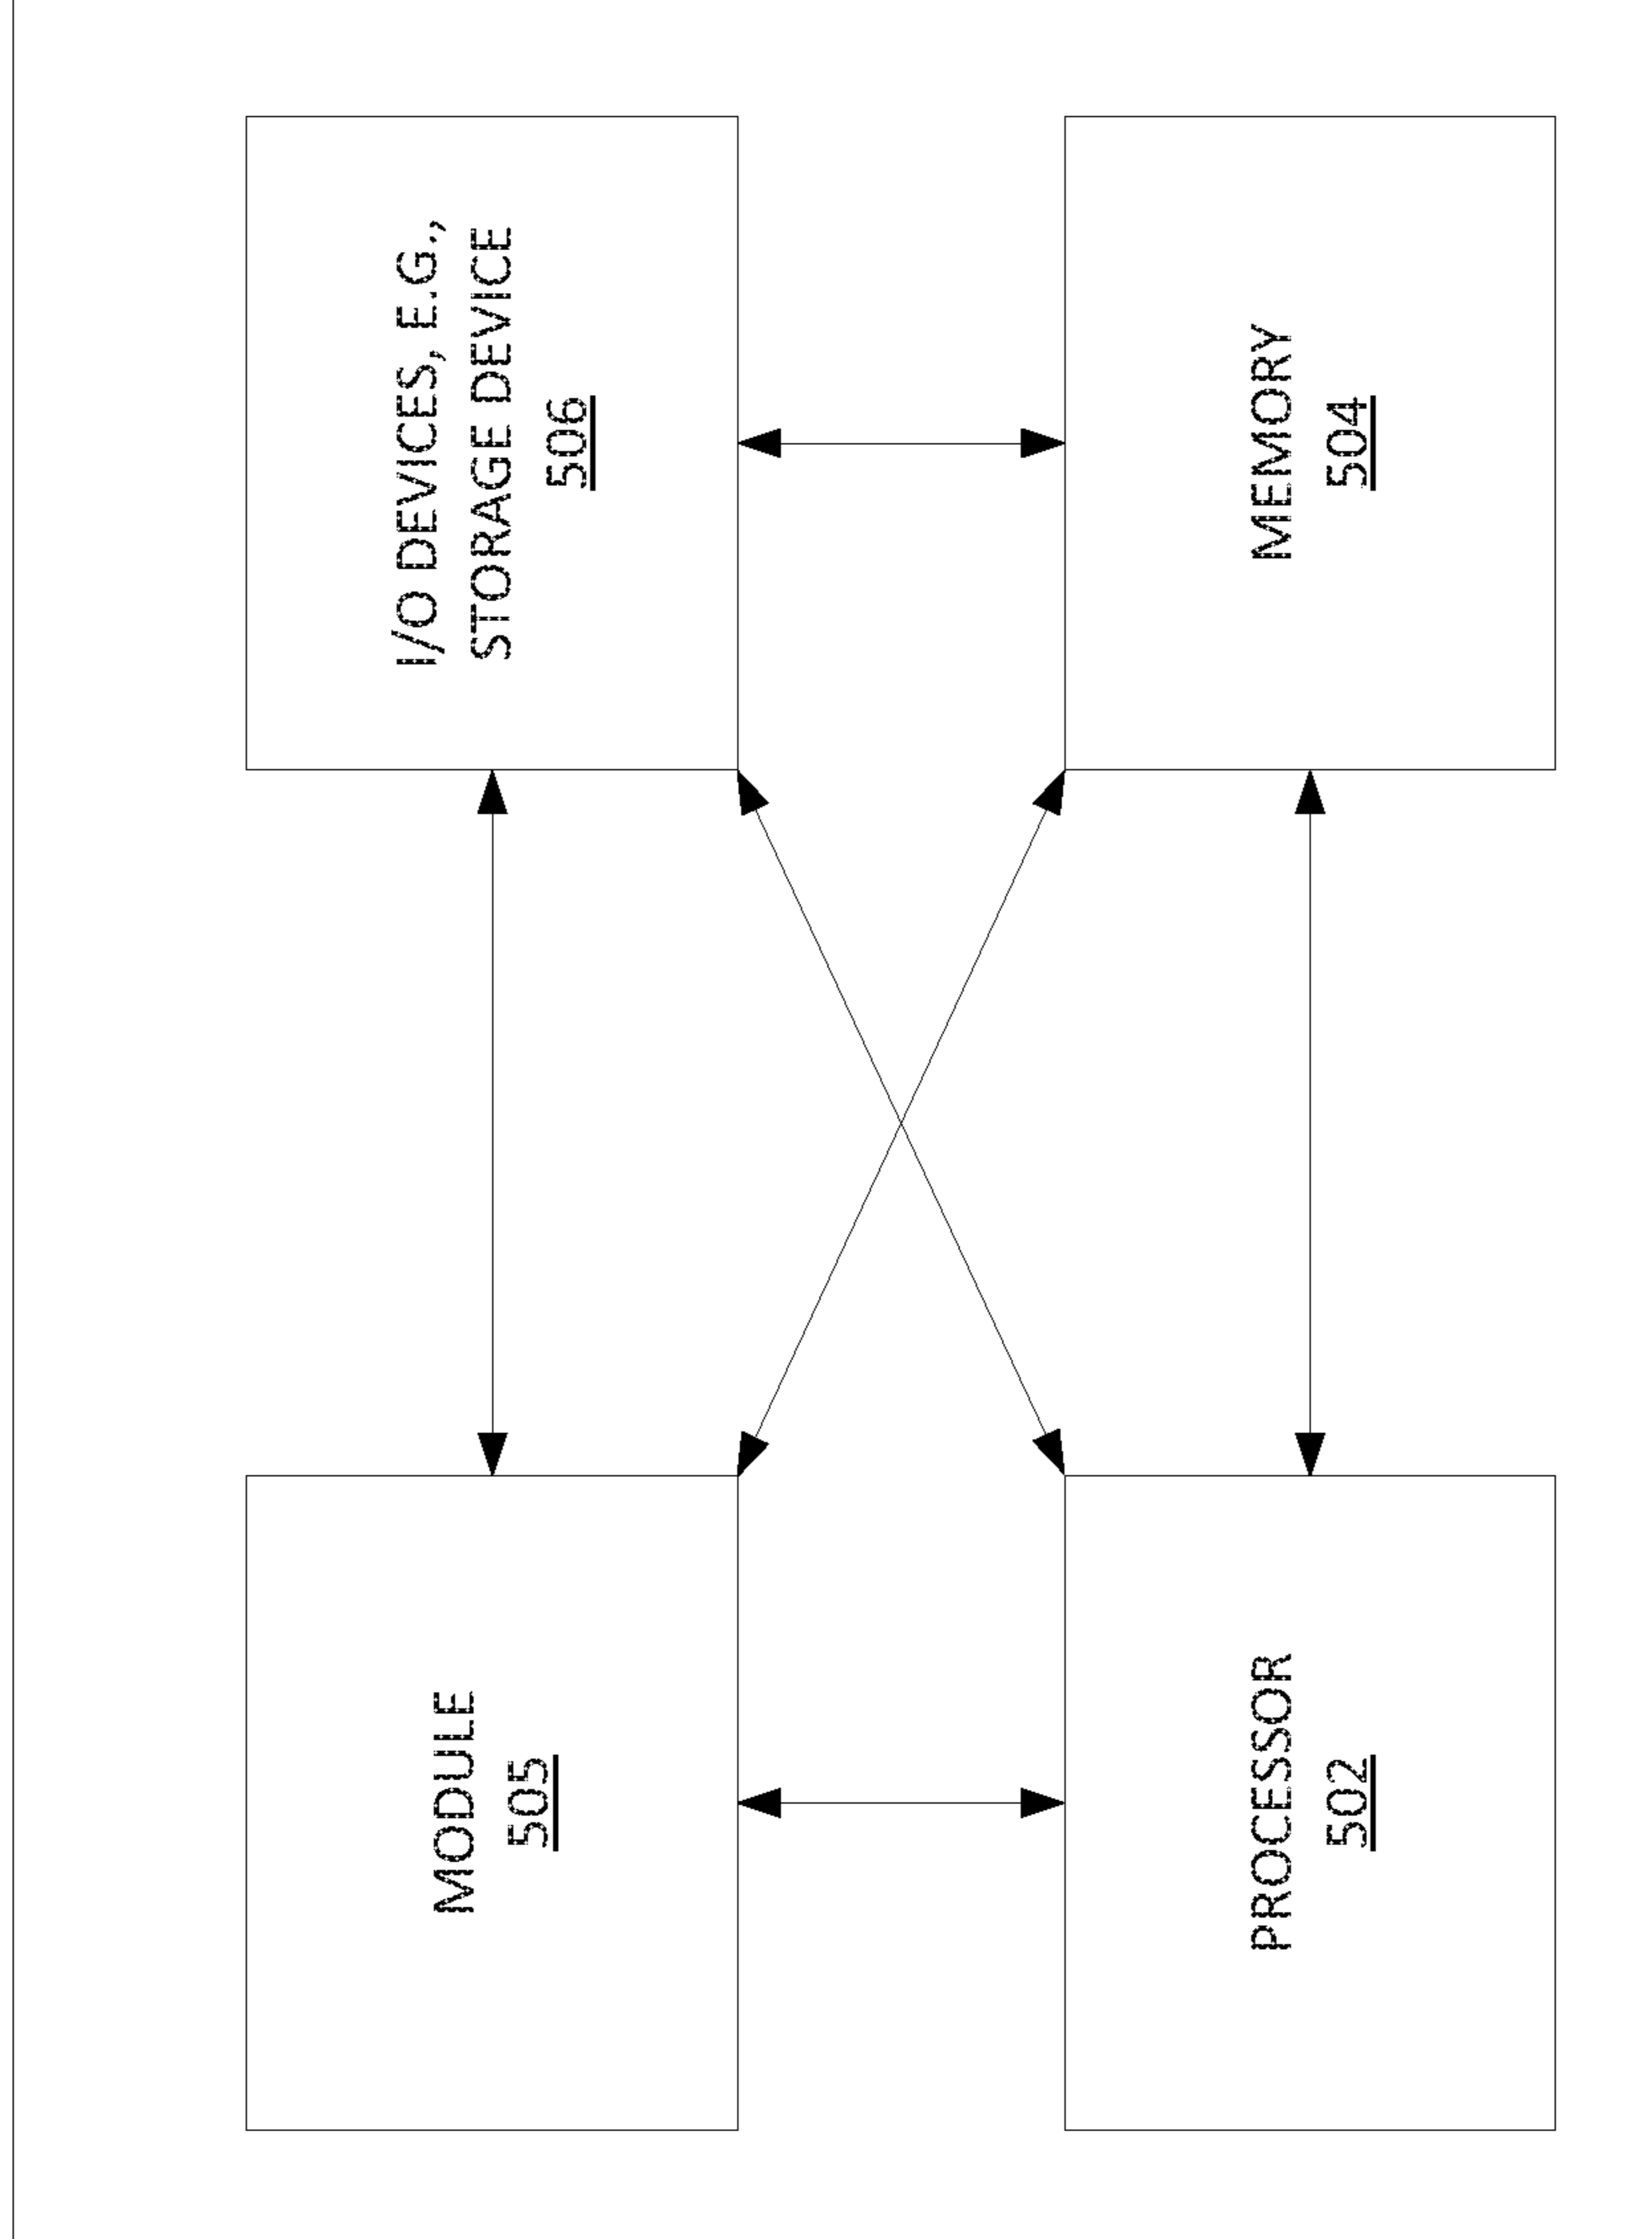 MODULE
505
I/O DEVICES, E.G.,
STORAGE DEVICE
506
PROCESSOR
502
MEMORY
504